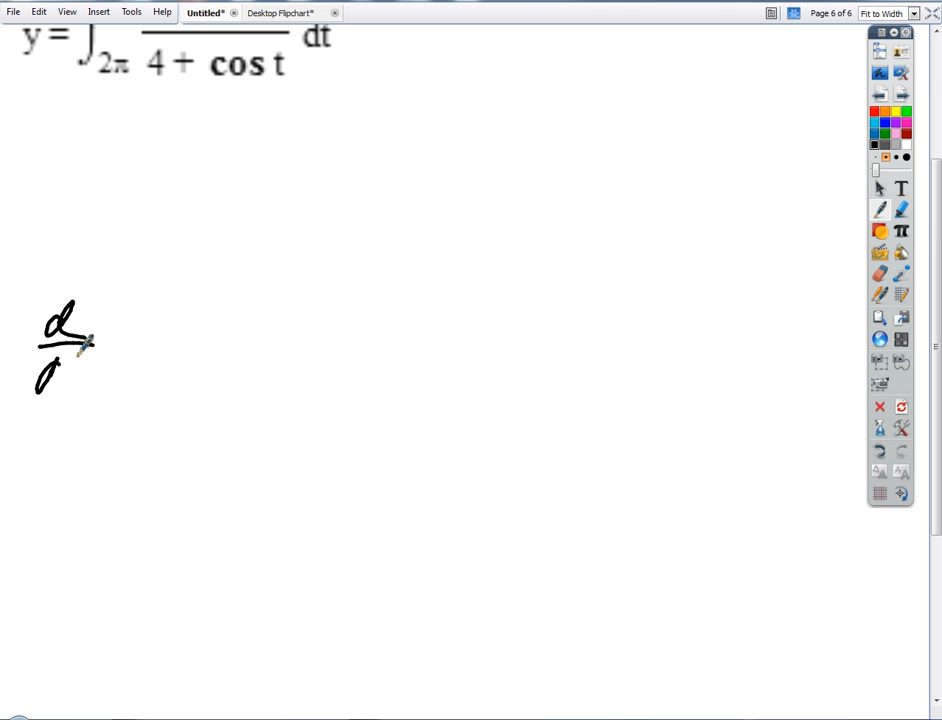 File Edit View Insert Tools Help Untitled* Desktop Flipchart* Page 6 of 6 Fit to Width
y = ∫ 2π 4 + cos t dt
d